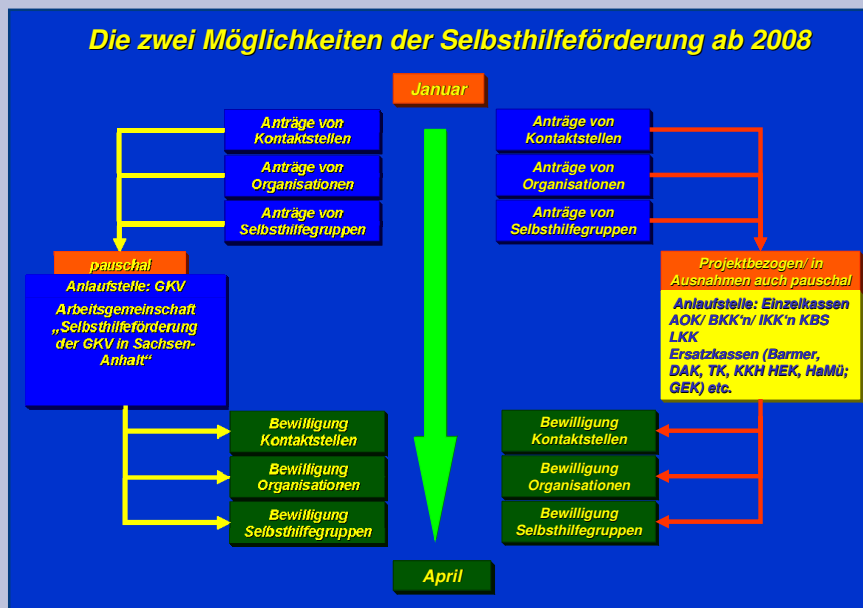 Die zwei Möglichkeiten der Selbsthilfeförderung ab 2008
Januar
Anträge von
Kontaktstellen
Anträge von
Organisationen
Anträge von
Selbsthilfegruppen
pauschal
Anlaufstelle: GKV
Arbeitsgemeinschaft
„Selbsthilfeförderung
der GKV in Sachsen-
Anhalt“
Bewilligung
Kontaktstellen
Bewilligung
Organisationen
Bewilligung
Selbsthilfegruppen
Anträge von
Kontaktstellen
Anträge von
Organisationen
Anträge von
Selbsthilfegruppen
Projektbezogen/ in
Ausnahmen auch pauschal
Anlaufstelle: Einzelkassen
AOK/ BKK‘n/ IKK‘n KBS
LKK
Ersatzkassen (Barmer,
DAK, TK, KKH HEK, HaMü;
GEK) etc.
Bewilligung
Kontaktstellen
Bewilligung
Organisationen
Bewilligung
Selbsthilfegruppen
April